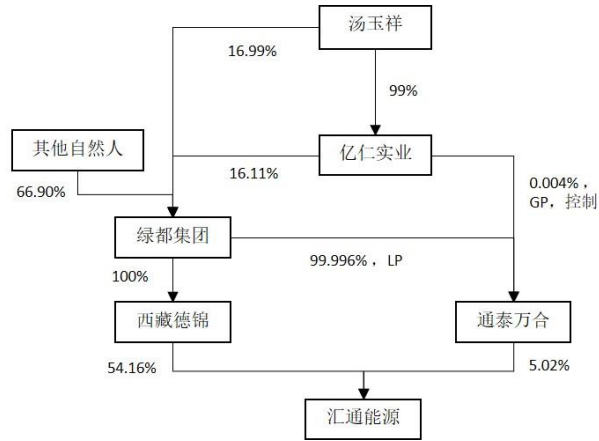 汤玉祥
16.99%
99%
其他自然人
亿仁实业
66.90%
16.11%
0.004%，
GP，控制
绿都集团
99.996%，LP
100%
西藏德锦
通泰万合
54.16%
5.02%
汇通能源